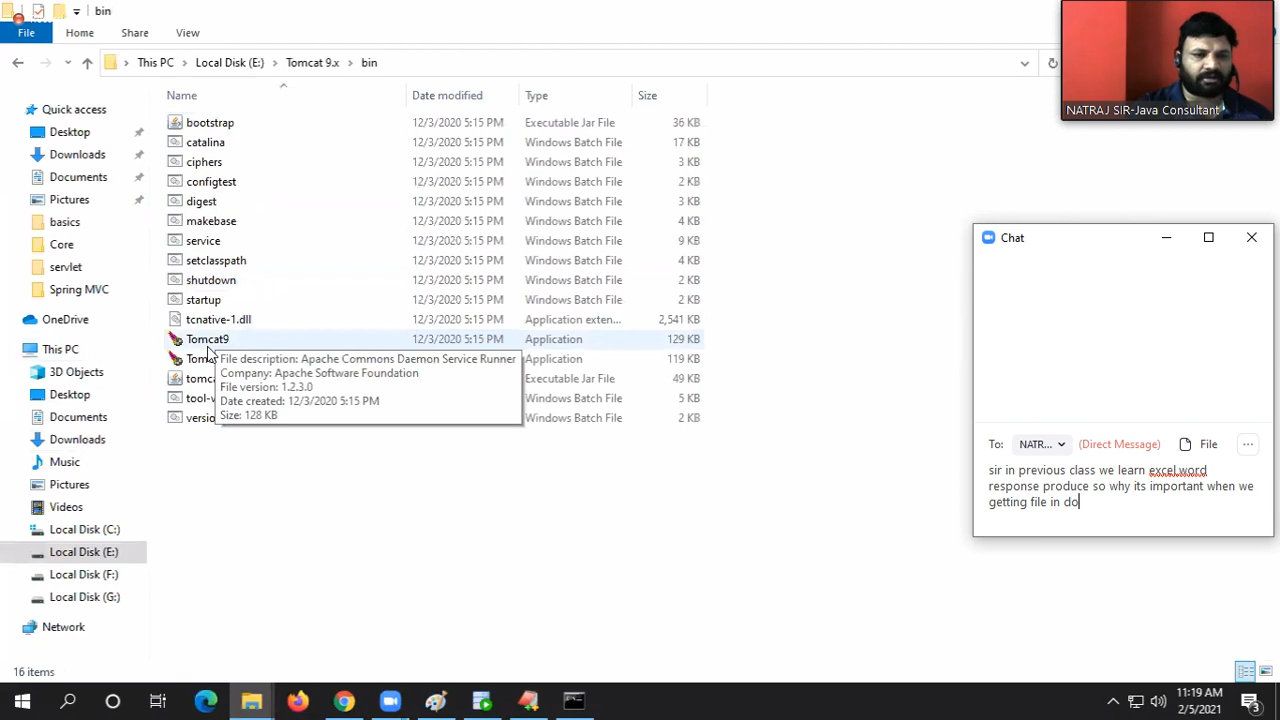 bin
File Home Share View
This PC Local Disk (E:) Tomcat 9.x bin
NATRAJ SIR-Java Consultant
Name Date modified Type Size
Quick access
Desktop
Downloads
Documents
Pictures
basics
Core
servlet
Spring MVC
OneDrive
This PC
3D Objects
Desktop
Documents
Downloads
Music
Pictures
Videos
Local Disk (C:)
Local Disk (E:)
Local Disk (F:)
Local Disk (G:)
Network
bootstrap 12/3/2020 5:15 PM Executable Jar File 36 KB
catalina 12/3/2020 5:15 PM Windows Batch File 17 KB
ciphers 12/3/2020 5:15 PM Windows Batch File 3 KB
configtest 12/3/2020 5:15 PM Windows Batch File 2 KB
digest 12/3/2020 5:15 PM Windows Batch File 3 KB
makebase 12/3/2020 5:15 PM Windows Batch File 4 KB
service 12/3/2020 5:15 PM Windows Batch File 9 KB
setclasspath 12/3/2020 5:15 PM Windows Batch File 4 KB
shutdown 12/3/2020 5:15 PM Windows Batch File 2 KB
startup 12/3/2020 5:15 PM Windows Batch File 2 KB
tcnative-1.dll 12/3/2020 5:15 PM Application exten... 2,541 KB
Tomcat9 12/3/2020 5:15 PM Application 129 KB
Application 119 KB
Executable Jar File 49 KB
Windows Batch File 5 KB
Windows Batch File 2 KB
File description: Apache Commons Daemon Service Runner
Company: Apache Software Foundation
File version: 1.2.3.0
Date created: 12/3/2020 5:15 PM
Size: 128 KB
Chat
To: NATR... (Direct Message) File ...
sir in previous class we learn excel,word
response produce so why its important when we
getting file in do
16 items
11:19 AM
2/5/2021
3